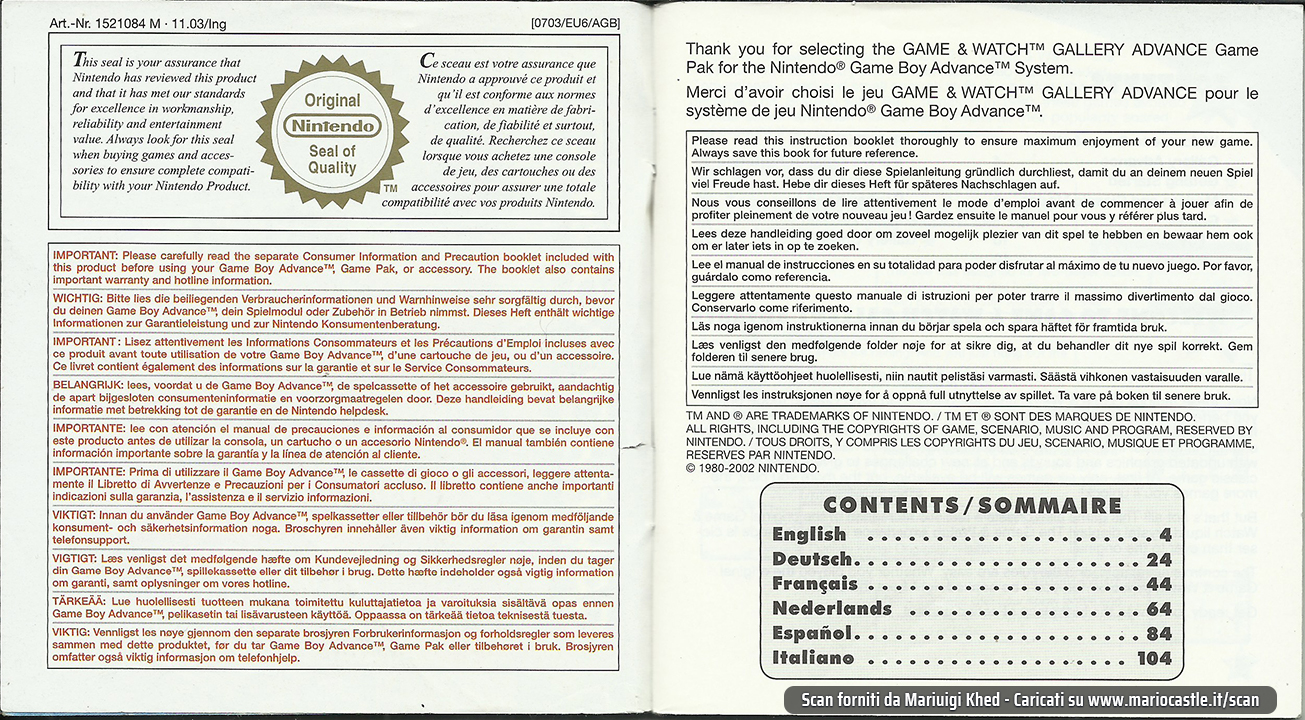 Art.-Nr. 1521084 M · 11.03/Ing
[0703/EU6/AGB]
This seal is your assurance that
Nintendo has reviewed this product
and that it has met our standards
for excellence in workmanship,
reliability and entertainment
value. Always look for this seal
when buying games and acces-
sories to ensure complete compati-
bility with your Nintendo Product.
Original
Nintendo
Seal of
Quality
TM
Ce sceau est votre assurance que
Nintendo a approuvé ce produit et
qu'il est conforme aux normes
d'excellence en matière de fabri-
cation, de fiabilité et surtout,
de qualité. Recherchez ce sceau
lorsque vous achetez une console
de jeu, des cartouches ou des
accessoires pour assurer une totale
compatibilité avec vos produits Nintendo.
IMPORTANT: Please carefully read the separate Consumer Information and Precaution booklet included with
this product before using your Game Boy Advance™, Game Pak, or accessory. The booklet also contains
important warranty and hotline information.
WICHTIG: Bitte lies die beiliegenden Verbraucherinformationen und Warnhinweise sehr sorgfältig durch, bevor
du deinen Game Boy Advance™, dein Spielmodul oder Zubehör in Betrieb nimmst. Dieses Heft enthält wichtige
Informationen zur Garantieleistung und zur Nintendo Konsumentenberatung.
IMPORTANT : Lisez attentivement les Informations Consommateurs et les Précautions d'Emploi incluses avec
ce produit avant toute utilisation de votre Game Boy Advance™, d'une cartouche de jeu, ou d'un accessoire.
Ce livret contient également des informations sur la garantie et sur le Service Consommateurs.
BELANGRIJK: lees, voordat u de Game Boy Advance™, de spelcassette of het accessoire gebruikt, aandachtig
de apart bijgesloten consumenteninformatie en voorzorgmaatregelen door. Deze handleiding bevat belangrijke
informatie met betrekking tot de garantie en de Nintendo helpdesk.
IMPORTANTE: lee con atención el manual de precauciones e información al consumidor que se incluye con
este producto antes de utilizar la consola, un cartucho o un accesorio Nintendo®. El manual también contiene
información importante sobre la garantía y la línea de atención al cliente.
IMPORTANTE: Prima di utilizzare il Game Boy Advance™, le cassette di gioco o gli accessori, leggere attenta-
mente il Libretto di Avvertenze e Precauzioni per i Consumatori accluso. Il libretto contiene anche importanti
indicazioni sulla garanzia, l'assistenza e il servizio informazioni.
VIKTIGT: Innan du använder Game Boy Advance™, spelkassetter eller tillbehör bör du läsa igenom medföljande
konsument- och säkerhetsinformation noga. Broschyren innehåller även viktig information om garantin samt
telefonsupport.
VIGTIGT: Læs venligst det medfølgende hæfte om Kundevejledning og Sikkerhedsregler nøje, inden du tager
din Game Boy Advance™, spillekassette eller dit tilbehør i brug. Dette hæfte indeholder også vigtig information
om garanti, samt oplysninger om vores hotline.
TÄRKEÄÄ: Lue huolellisesti tuotteen mukana toimitettu kuluttajatietoa ja varoituksia sisältävä opas ennen
Game Boy Advance™, pelikasetin tai lisävarusteen käyttöä. Oppaassa on tärkeää tietoa teknisestä tuesta.
VIKTIG: Vennligst les nøye gjennom den separate brosjyren Forbrukerinformasjon og forholdsregler som leveres
sammen med dette produktet, før du tar Game Boy Advance™, Game Pak eller tilbehøret i bruk. Brosjyren
omfatter også viktig informasjon om telefonhjelp.
Thank you for selecting the GAME & WATCH™ GALLERY ADVANCE Game
Pak for the Nintendo® Game Boy Advance™ System.
Merci d'avoir choisi le jeu GAME & WATCH™ GALLERY ADVANCE pour le
système de jeu Nintendo® Game Boy Advance™.
Please read this instruction booklet thoroughly to ensure maximum enjoyment of your new game.
Always save this book for future reference.
Wir schlagen vor, dass du dir diese Spielanleitung gründlich durchliest, damit du an deinem neuen Spiel
viel Freude hast. Hebe dir dieses Heft für späteres Nachschlagen auf.
Nous vous conseillons de lire attentivement le mode d'emploi avant de commencer à jouer afin de
profiter pleinement de votre nouveau jeu ! Gardez ensuite le manuel pour vous y référer plus tard.
Lees deze handleiding goed door om zoveel mogelijk plezier van dit spel te hebben en bewaar hem ook
om er later iets in op te zoeken.
Lee el manual de instrucciones en su totalidad para poder disfrutar al máximo de tu nuevo juego. Por favor,
guárdalo como referencia.
Leggere attentamente questo manuale di istruzioni per poter trarre il massimo divertimento dal gioco.
Conservarlo come riferimento.
Läs noga igenom instruktionerna innan du börjar spela och spara häftet för framtida bruk.
Læs venligst den medfølgende folder nøje for at sikre dig, at du behandler dit nye spil korrekt. Gem
folderen til senere brug.
Lue nämä käyttöohjeet huolellisesti, niin nautit pelistäsi varmasti. Säästä vihkonen vastaisuuden varalle.
Vennligst les instruksjonen nøye for å oppnå full utnyttelse av spillet. Ta vare på boken til senere bruk.
TM AND ® ARE TRADEMARKS OF NINTENDO. / TM ET ® SONT DES MARQUES DE NINTENDO.
ALL RIGHTS, INCLUDING THE COPYRIGHTS OF GAME, SCENARIO, MUSIC AND PROGRAM, RESERVED BY
NINTENDO. / TOUS DROITS, Y COMPRIS LES COPYRIGHTS DU JEU, SCENARIO, MUSIQUE ET PROGRAMME,
RESERVES PAR NINTENDO.
© 1980-2002 NINTENDO.
CONTENTS/SOMMAIRE
English . . . . . . . . . . . . . . . . . . . . 4
Deutsch. . . . . . . . . . . . . . . . . . . . 24
Français . . . . . . . . . . . . . . . . . . . 44
Nederlands . . . . . . . . . . . . . . . . 64
Español. . . . . . . . . . . . . . . . . . . . 84
Italiano . . . . . . . . . . . . . . . . . . 104
Scan forniti da Mariuigi Khed - Caricati su www.mariocastle.it/scan